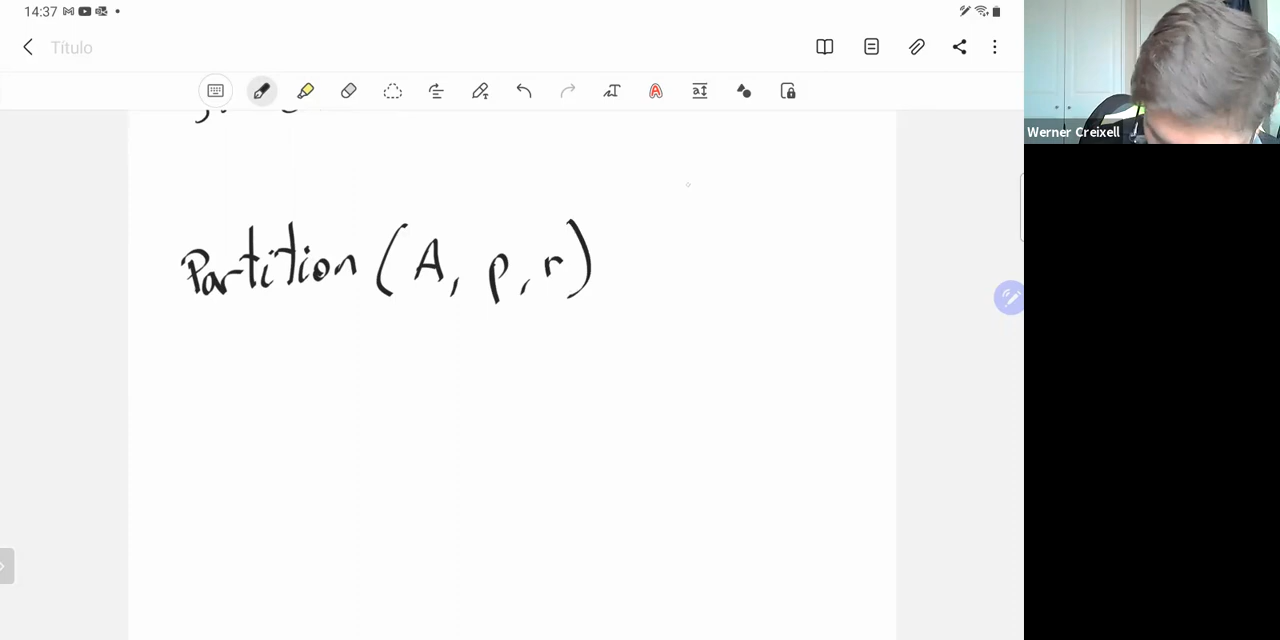 14:37
Título
Werner Creixell
Partition (A, p, r)